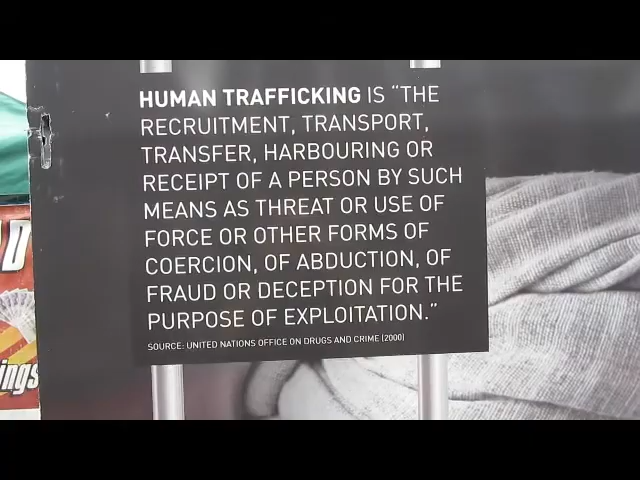 HUMAN TRAFFICKING IS “THE
RECRUITMENT, TRANSPORT,
TRANSFER, HARBOURING OR
RECEIPT OF A PERSON BY SUCH
MEANS AS THREAT OR USE OF
FORCE OR OTHER FORMS OF
COERCION, OF ABDUCTION, OF
FRAUD OR DECEPTION FOR THE
PURPOSE OF EXPLOITATION.”
SOURCE: UNITED NATIONS OFFICE ON DRUGS AND CRIME (2000)